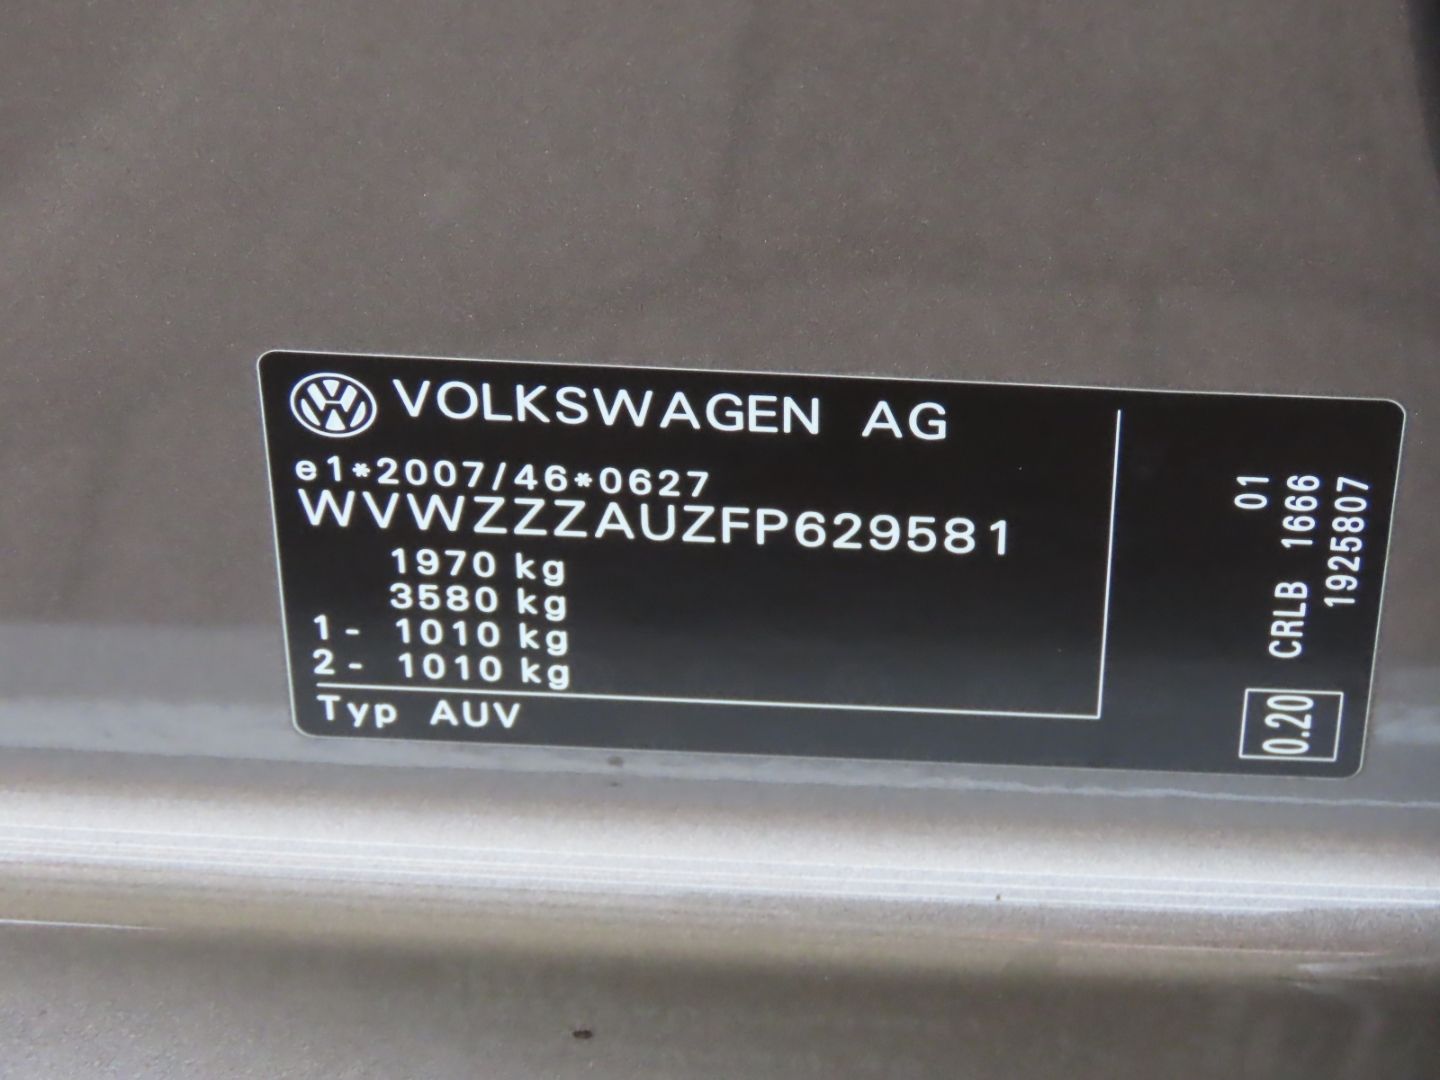 VOLKSWAGEN AG
e1*2007/46*0627
WVWZZZAUZFP629581
1970 kg
3580 kg
1 - 1010 kg
2 - 1010 kg
Typ AUV
01
CRLB 1666
1925807
0.20